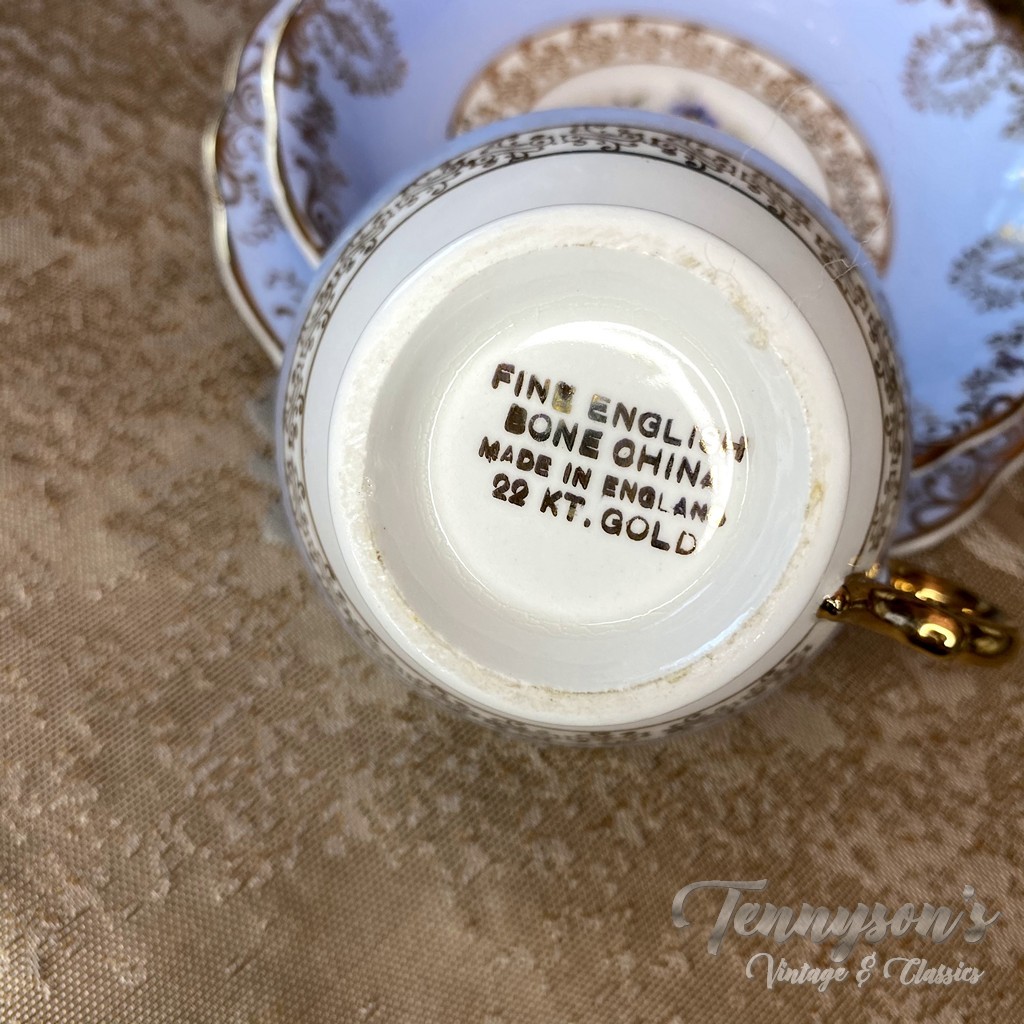 FINE ENGLISH
BONE CHINA
MADE IN ENGLAND
22 KT. GOLD
Tennyson's
Vintage & Classics